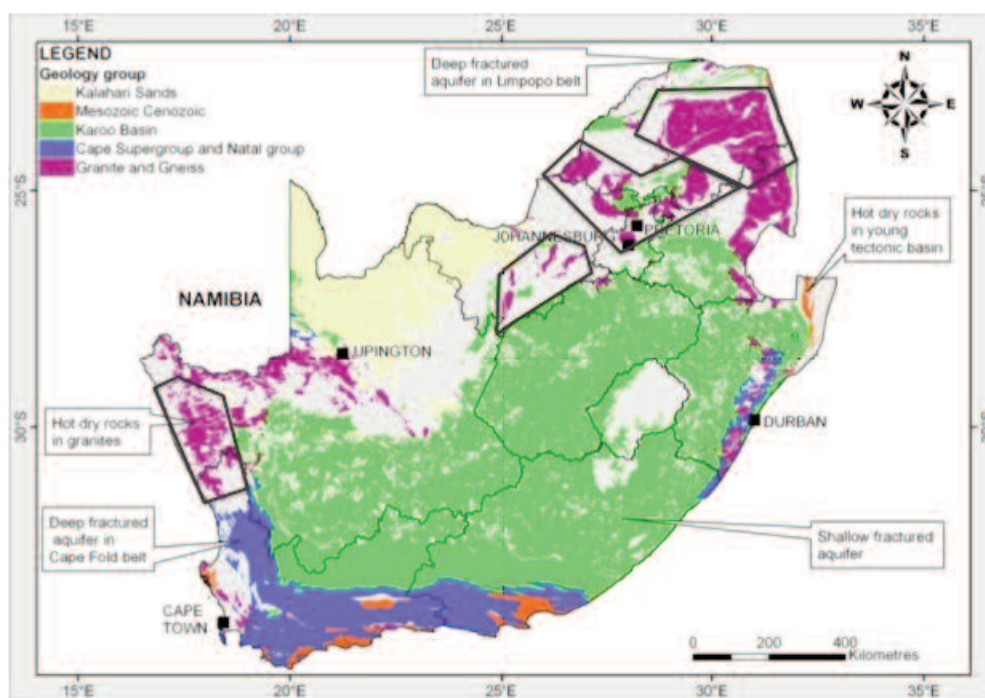 15°E 20°E 25°E 30°E 35°E
LEGEND
Geology group
Kalahari Sands
Mesozoic Cenozoic
Karoo Basin
Cape Supergroup and Natal group
Granite and Gneiss
Deep fractured
aquifer in Limpopo belt
N
W E
S
25°S
Hot dry rocks
in young
tectonic basin
JOHANNESBURG PRETORIA
NAMIBIA
UPINGTON
Hot dry rocks
in granites
30°S
DURBAN
Deep fractured
aquifer in
Cape Fold belt
Shallow fractured
aquifer
CAPE
TOWN
0 200 400
Kilometres
15°E 20°E 25°E 30°E 35°E